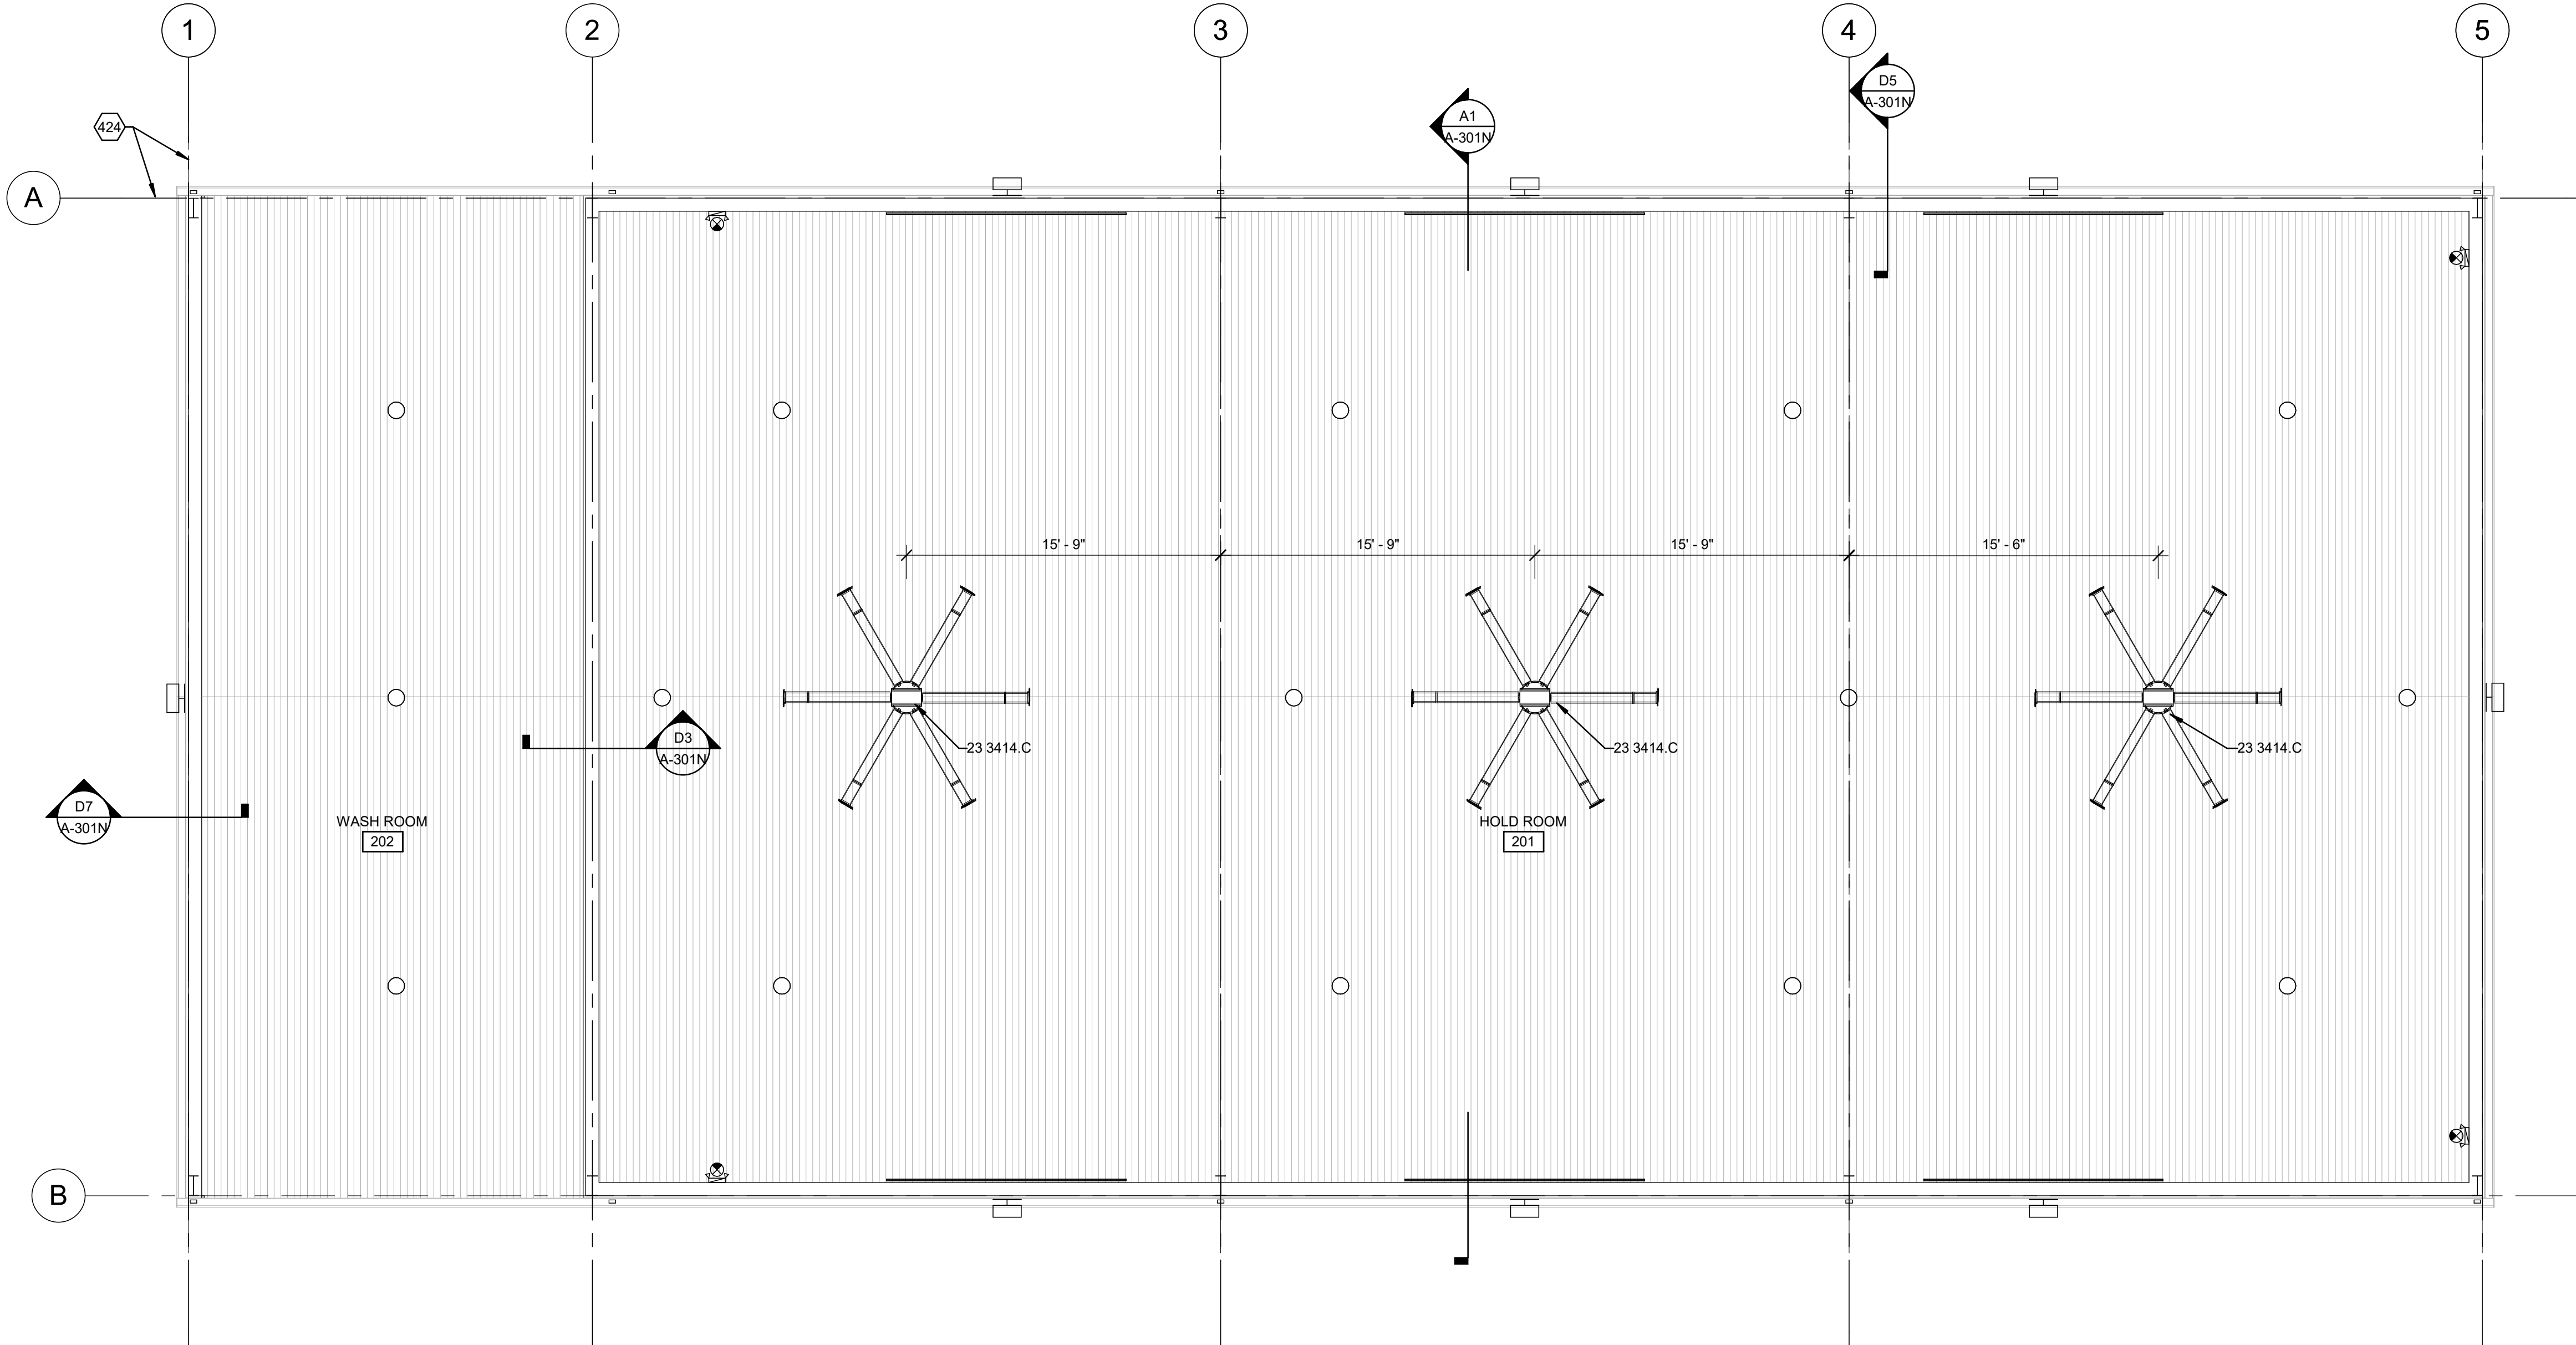 1
2
3
4
5
D5
A-301N
A1
A-301N
424
A
15' - 9"
15' - 9"
15' - 9"
15' - 6"
D3
A-301N
23 3414.C
23 3414.C
23 3414.C
D7
A-301N
WASH ROOM
202
HOLD ROOM
201
B